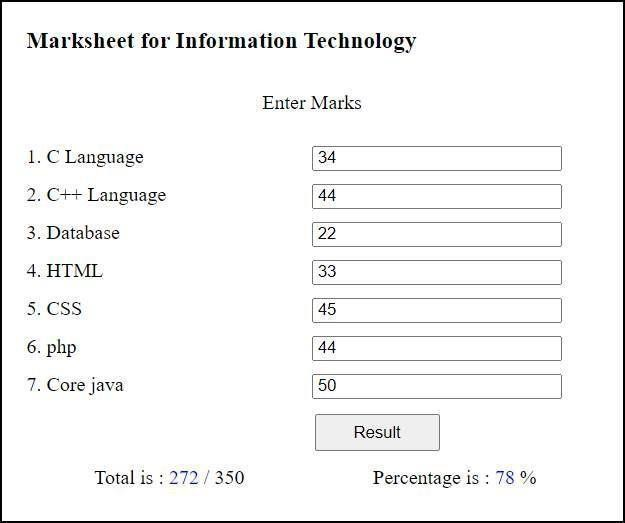 Marksheet for Information Technology
Enter Marks
1. C Language 34
2. C++ Language 44
3. Database 22
4. HTML 33
5. CSS 45
6. php 44
7. Core java 50
Result
Total is : 272 / 350 Percentage is : 78 %